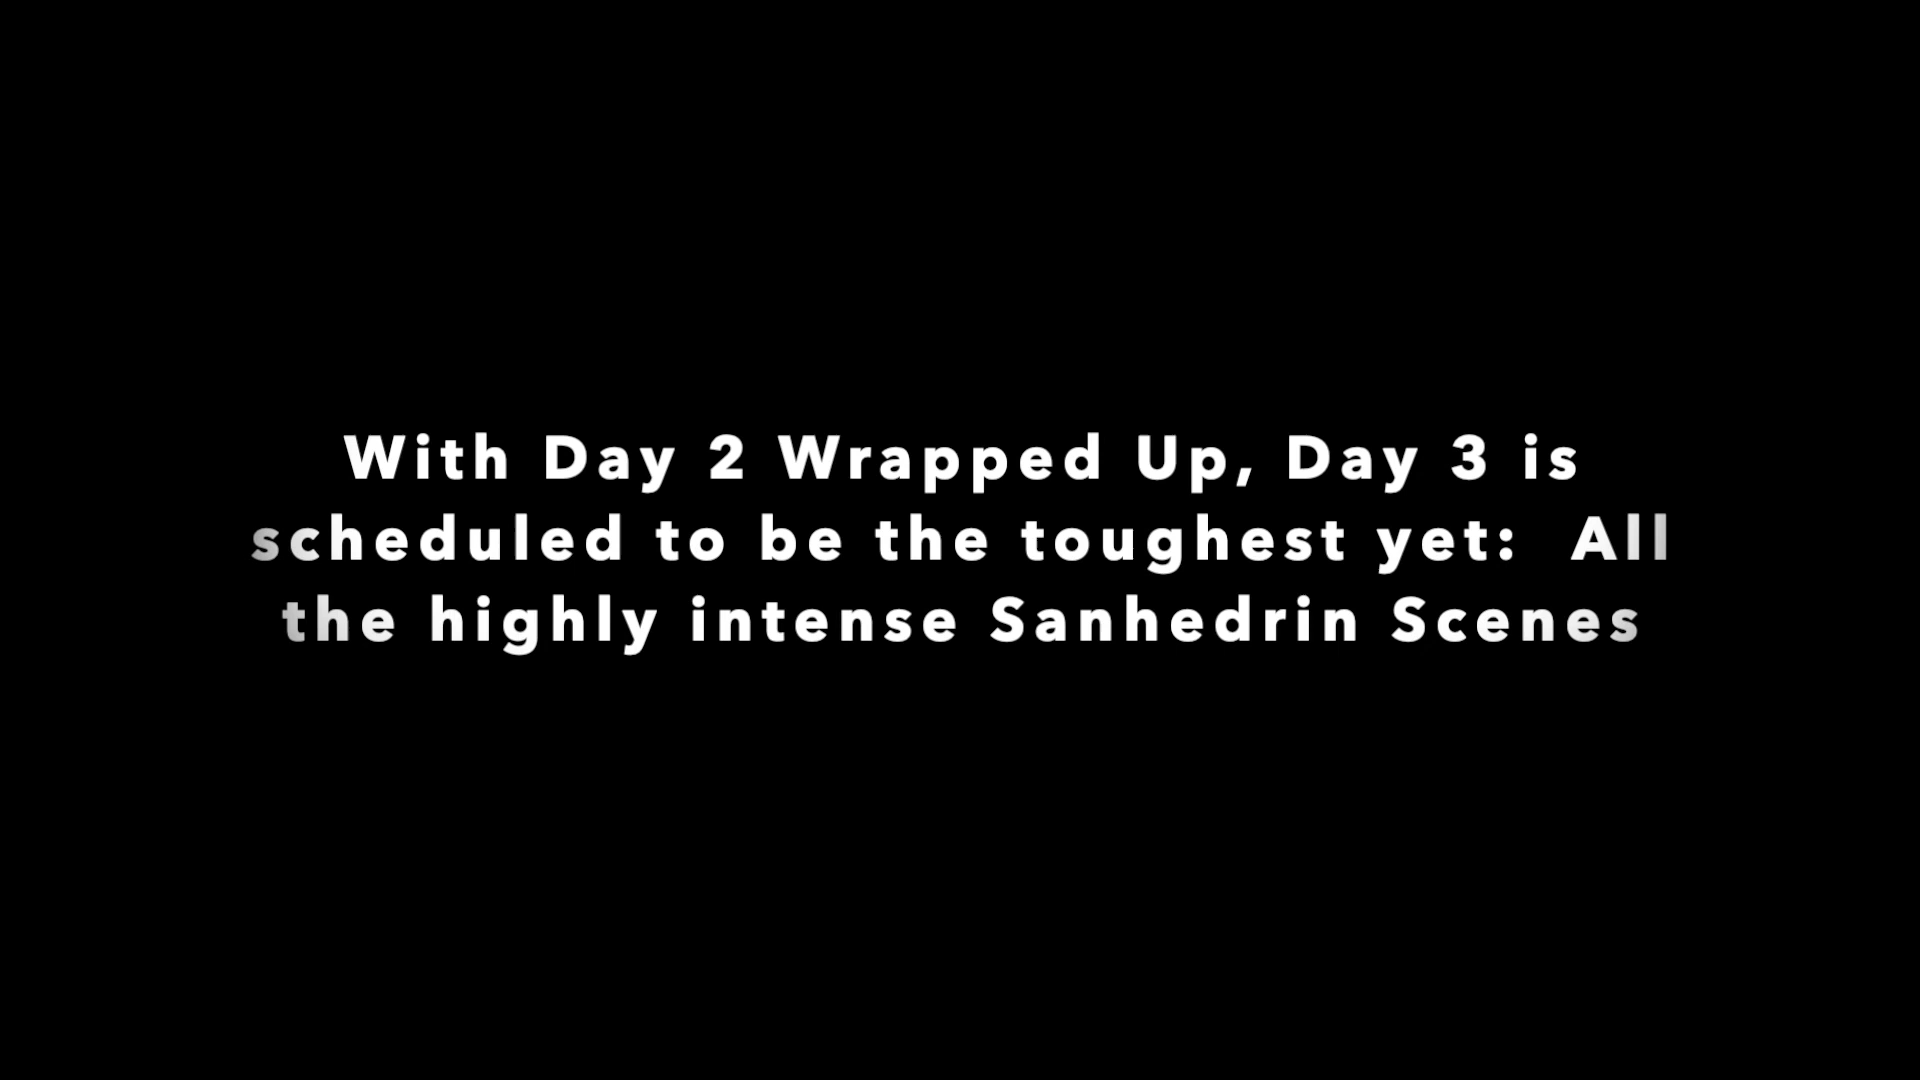 With Day 2 Wrapped Up, Day 3 is
scheduled to be the toughest yet:  All
the highly intense Sanhedrin Scenes